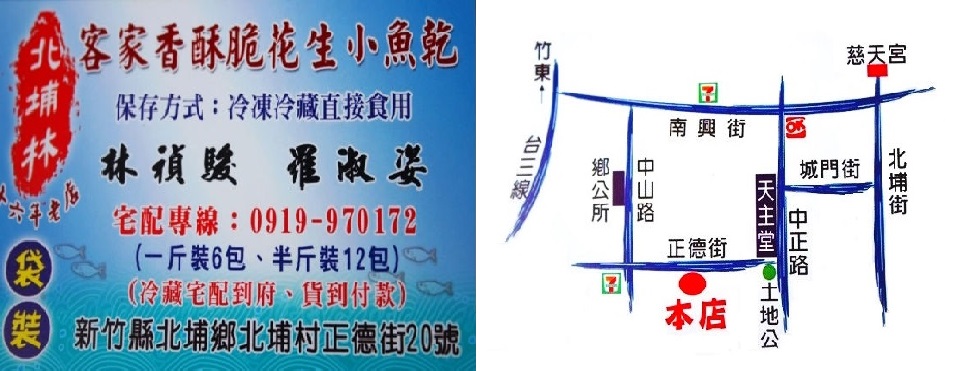 北埔林
六年老店
客家香酥脆花生小魚乾
保存方式：冷凍冷藏直接食用
林禎駿 羅淑姿
宅配專線：0919-970172
(一斤裝6包、半斤裝12包)
(冷藏宅配到府、貨到付款)
袋裝
新竹縣北埔鄉北埔村正德街20號
竹東
台三線
慈天宮
7
南興街
OK
城門街
北埔街
鄉公所
中山路
天主堂
中正路
正德街
7
本店
土地公